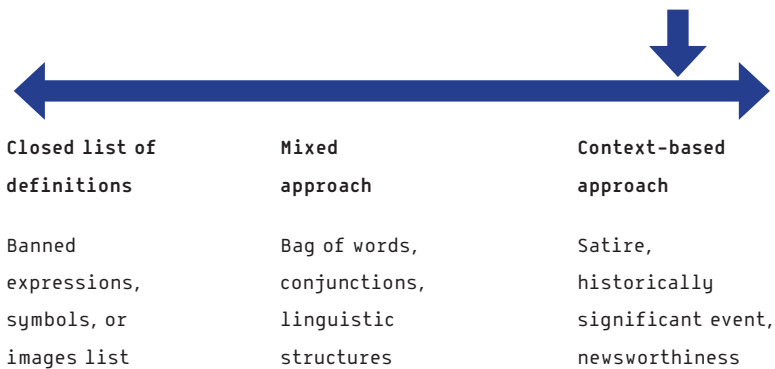 Closed list of
definitions
Banned
expressions,
symbols, or
images list
Mixed
approach
Bag of words,
conjunctions,
linguistic
structures
Context-based
approach
Satire,
historically
significant event,
newsworthiness